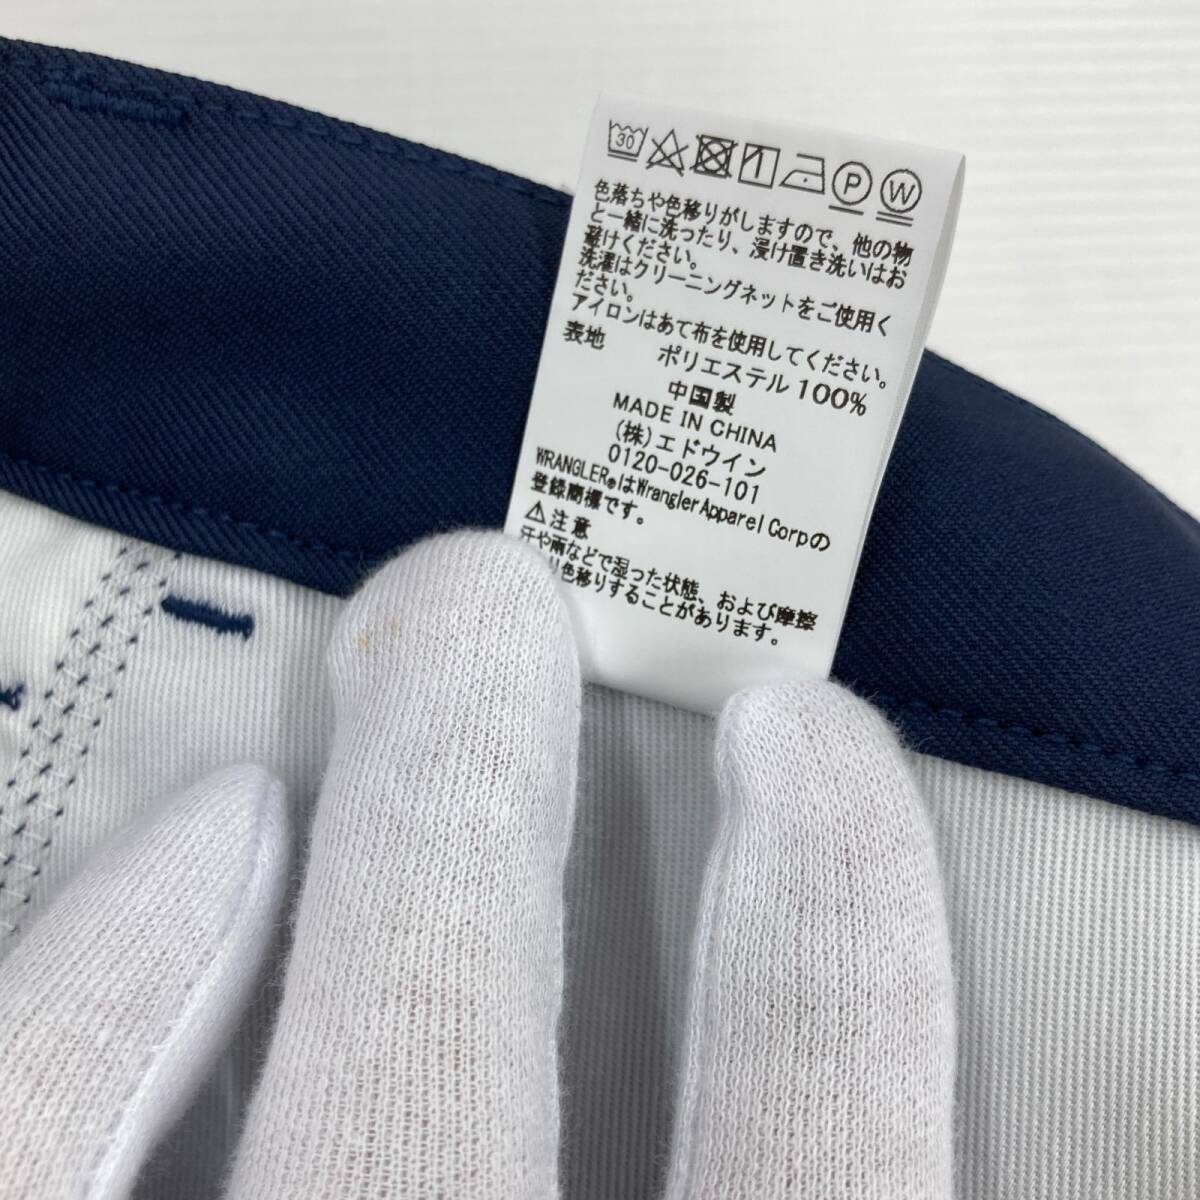 30 P W
色落ちや色移りがしますので、他の物
と一緒に洗ったり、浸け置き洗いはお
避けください。
洗濯はクリーニングネットをご使用く
ださい。
アイロンはあて布を使用してください。
表地 ポリエステル 100%
中国製
MADE IN CHINA
(株)エドウイン
0120-026-101
WRANGLER®はWrangler Apparel Corpの
登録商標です。
⚠注意
汗や雨などで湿った状態、および摩擦
り色移りすることがあります。